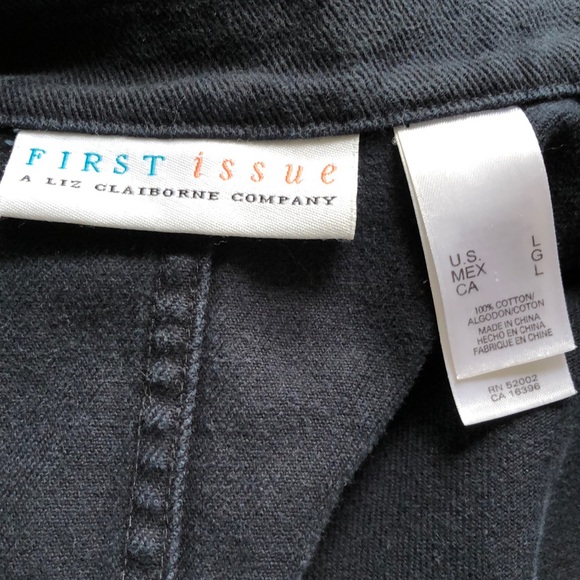 FIRST issue
A LIZ CLAIBORNE COMPANY
U.S. L
MEX G
CA L
100% COTTON/
ALGODON/COTON
MADE IN CHINA
HECHO EN CHINA
FABRIQUE EN CHINE
RN 52002
CA 16396